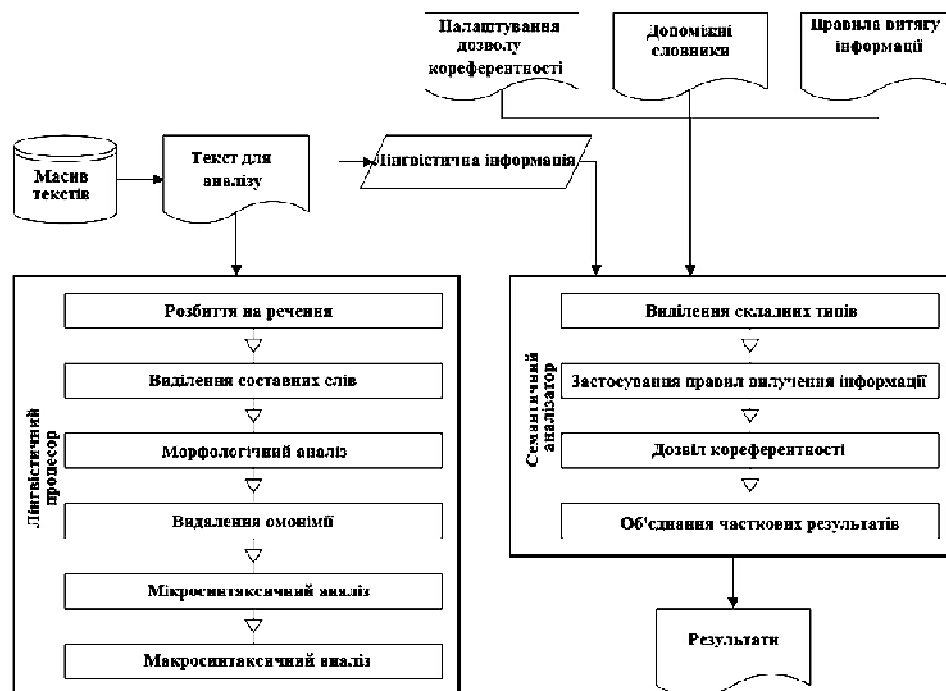 Налаштування
дозволу
кореферентності
Допоміжні
словники
Правила витягу
інформації
Масив
текстів
Текст для
аналізу
Лінгвістична інформація
Лінгвістичний
процесор
Розбиття на речення
Виділення составних слів
Морфологічний аналіз
Видалення омонімії
Мікросинтаксичний аналіз
Макросинтаксичний аналіз
Семантичний
аналізатор
Виділення складних типів
Застосування правил вилучення інформації
Дозвіл кореферентності
Об'єднання часткових результатів
Результати